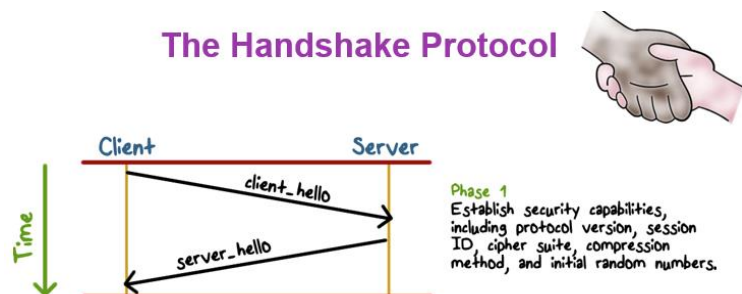 The Handshake Protocol
Client
Server
Time
client_hello
server_hello
Phase 1
Establish security capabilities,
including protocol version, session
ID, cipher suite, compression
method, and initial random numbers.